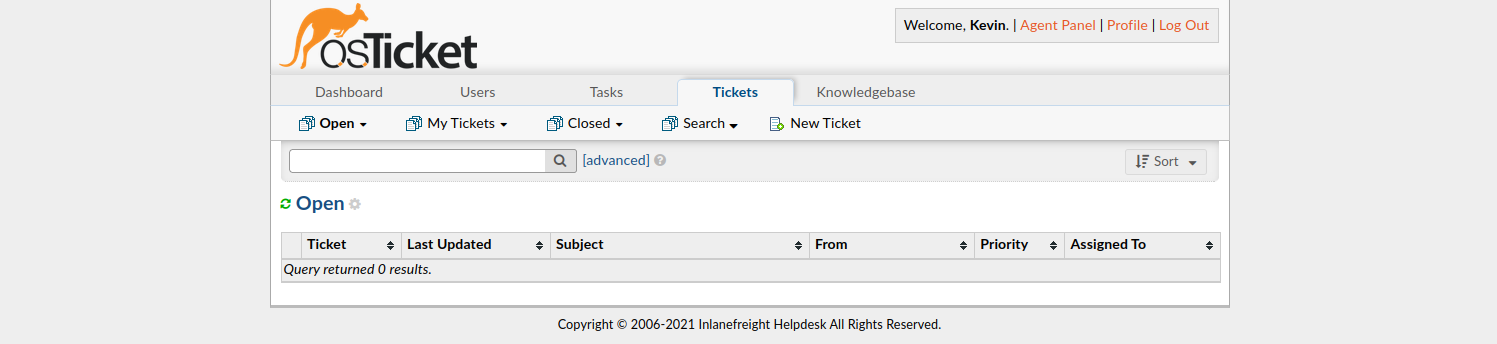 osTicket
Welcome, Kevin. | Agent Panel | Profile | Log Out
Dashboard Users Tasks Tickets Knowledgebase
Open My Tickets Closed Search New Ticket
[advanced] ? Sort
Open
Ticket Last Updated Subject From Priority Assigned To
Query returned 0 results.
Copyright © 2006-2021 Inlanefreight Helpdesk All Rights Reserved.